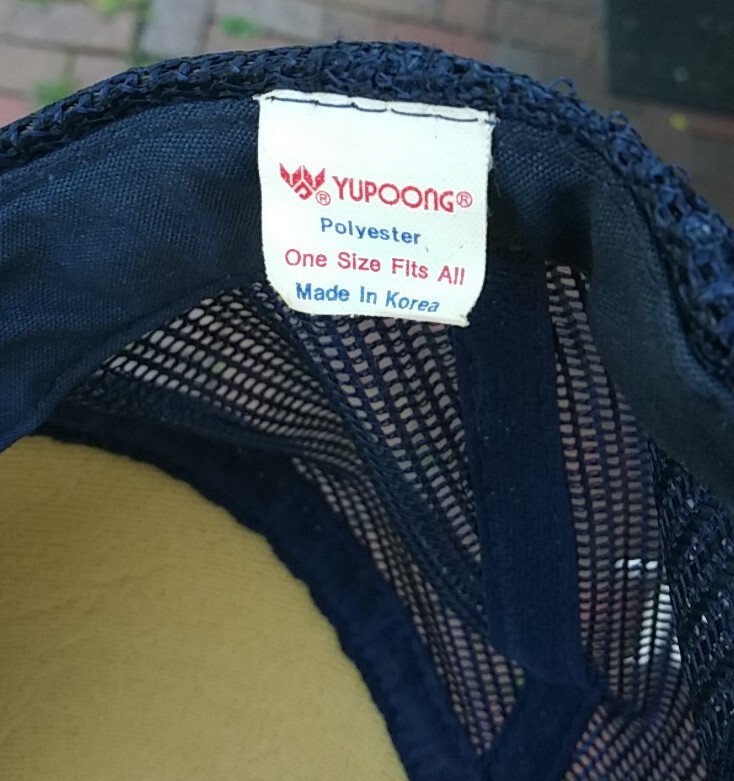 YUPOONG®
Polyester
One Size Fits All
Made In Korea